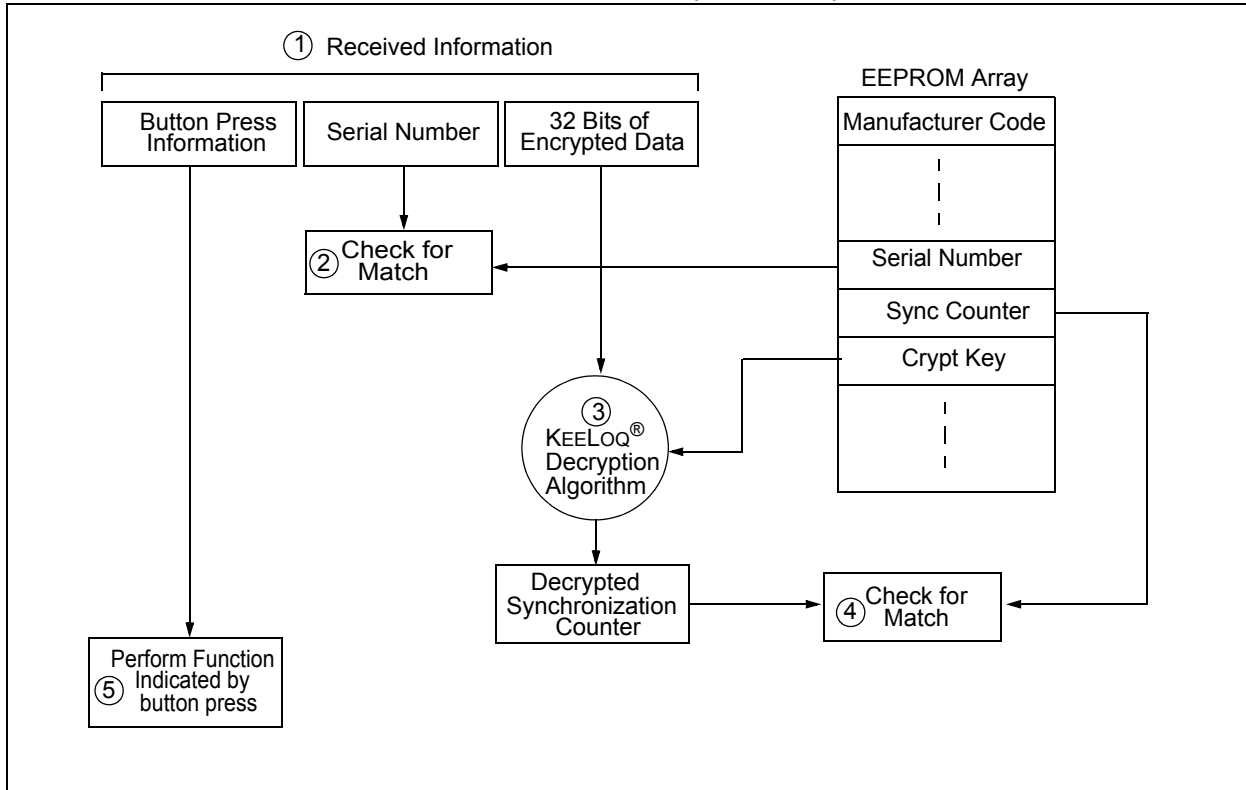 ① Received Information
EEPROM Array
Button Press
Information
Serial Number
32 Bits of
Encrypted Data
Manufacturer Code
② Check for
Match
Serial Number
Sync Counter
Crypt Key
③
KEELOQ®
Decryption
Algorithm
Decrypted
Synchronization
Counter
④ Check for
Match
Perform Function
⑤ Indicated by
button press